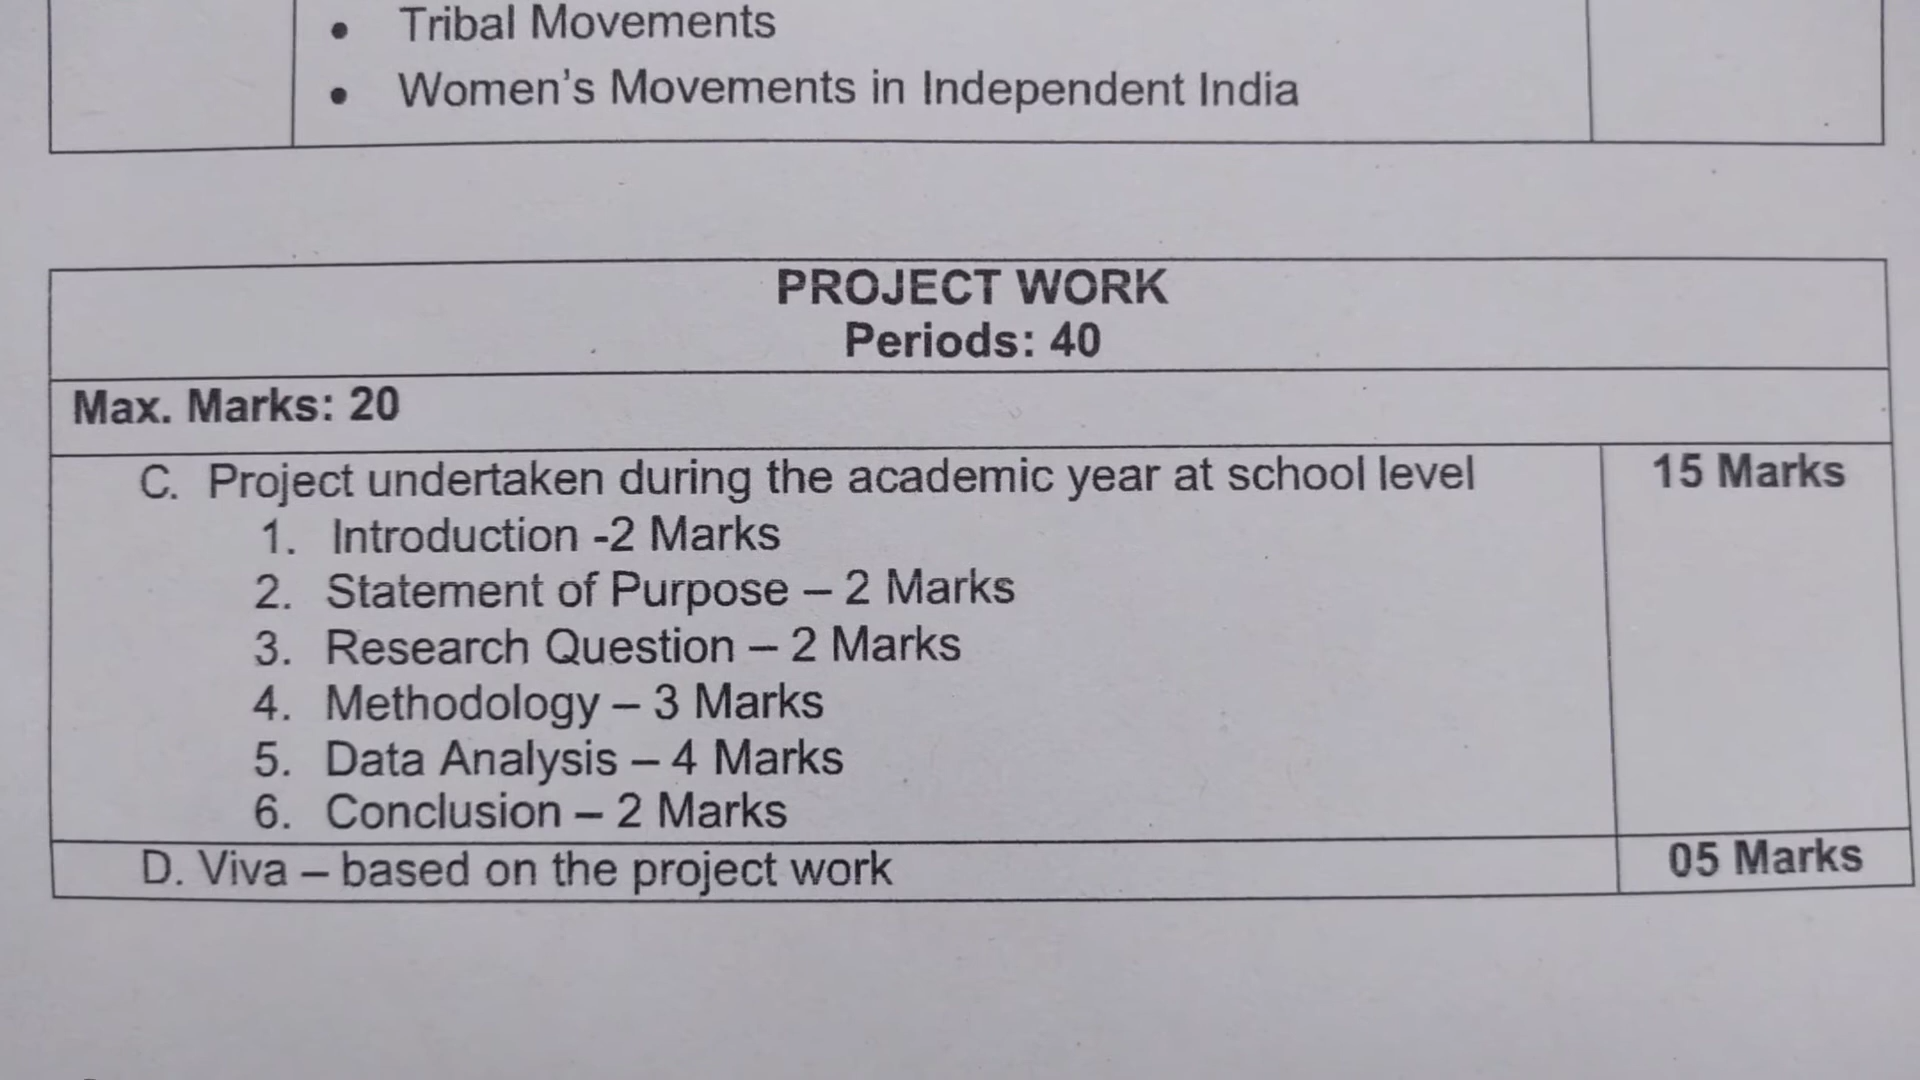 • Tribal Movements
• Women's Movements in Independent India
PROJECT WORK
Periods: 40
Max. Marks: 20
C. Project undertaken during the academic year at school level
15 Marks
1. Introduction -2 Marks
2. Statement of Purpose – 2 Marks
3. Research Question – 2 Marks
4. Methodology – 3 Marks
5. Data Analysis – 4 Marks
6. Conclusion – 2 Marks
D. Viva – based on the project work
05 Marks